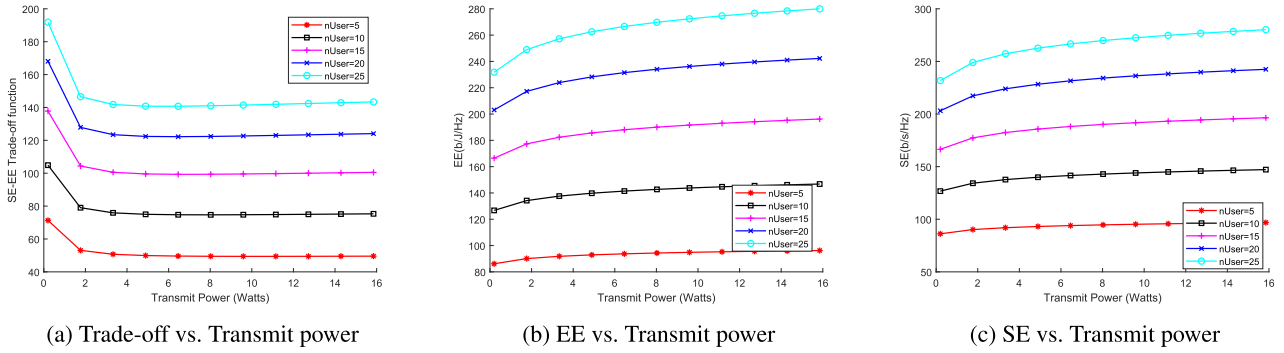 200
180
160
140
120
100
80
60
40
SE-EE Trade-off function
0 2 4 6 8 10 12 14 16
Transmit Power (Watts)
nUser=5
nUser=10
nUser=15
nUser=20
nUser=25
(a) Trade-off vs. Transmit power
280
260
240
220
200
180
160
140
120
100
80
EE(b/J/Hz)
0 2 4 6 8 10 12 14 16
Transmit Power (Watts)
nUser=5
nUser=10
nUser=15
nUser=20
nUser=25
(b) EE vs. Transmit power
300
250
200
150
100
50
SE(b/s/Hz)
0 2 4 6 8 10 12 14 16
Transmit Power (Watts)
nUser=5
nUser=10
nUser=15
nUser=20
nUser=25
(c) SE vs. Transmit power